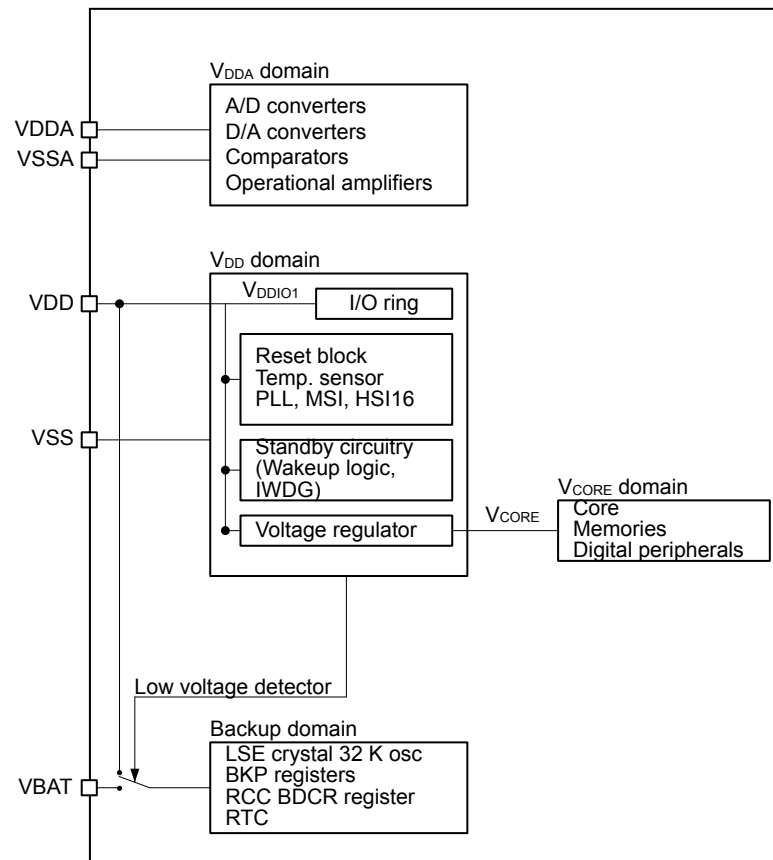 VDDA domain
A/D converters
D/A converters
Comparators
Operational amplifiers
VDDA
VSSA
VDD domain
VDD
VDDIO1
I/O ring
Reset block
Temp. sensor
PLL, MSI, HSI16
VSS
Standby circuitry
(Wakeup logic,
IWDG)
Voltage regulator
VCORE
VCORE domain
Core
Memories
Digital peripherals
Low voltage detector
Backup domain
LSE crystal 32 K osc
BKP registers
RCC BDCR register
RTC
VBAT